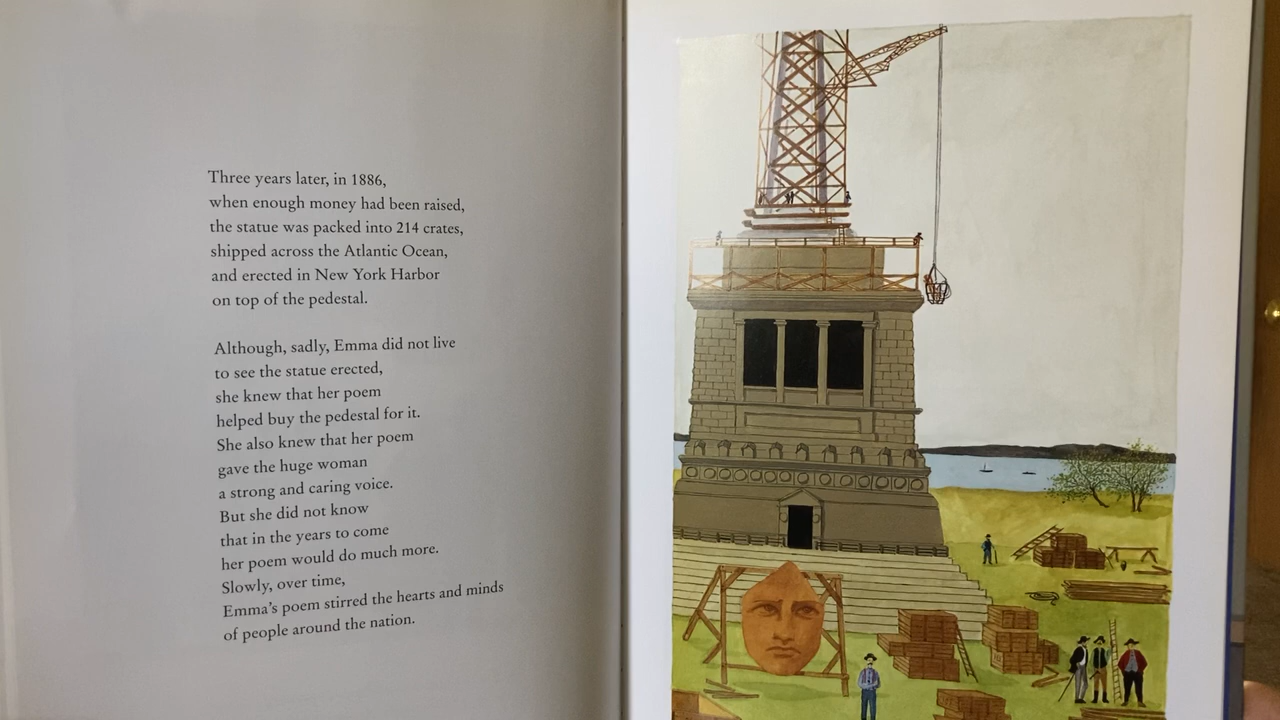 Three years later, in 1886,
when enough money had been raised,
the statue was packed into 214 crates,
shipped across the Atlantic Ocean,
and erected in New York Harbor
on top of the pedestal.
Although, sadly, Emma did not live
to see the statue erected,
she knew that her poem
helped buy the pedestal for it.
She also knew that her poem
gave the huge woman
a strong and caring voice.
But she did not know
that in the years to come
her poem would do much more.
Slowly, over time,
Emma's poem stirred the hearts and minds
of people around the nation.